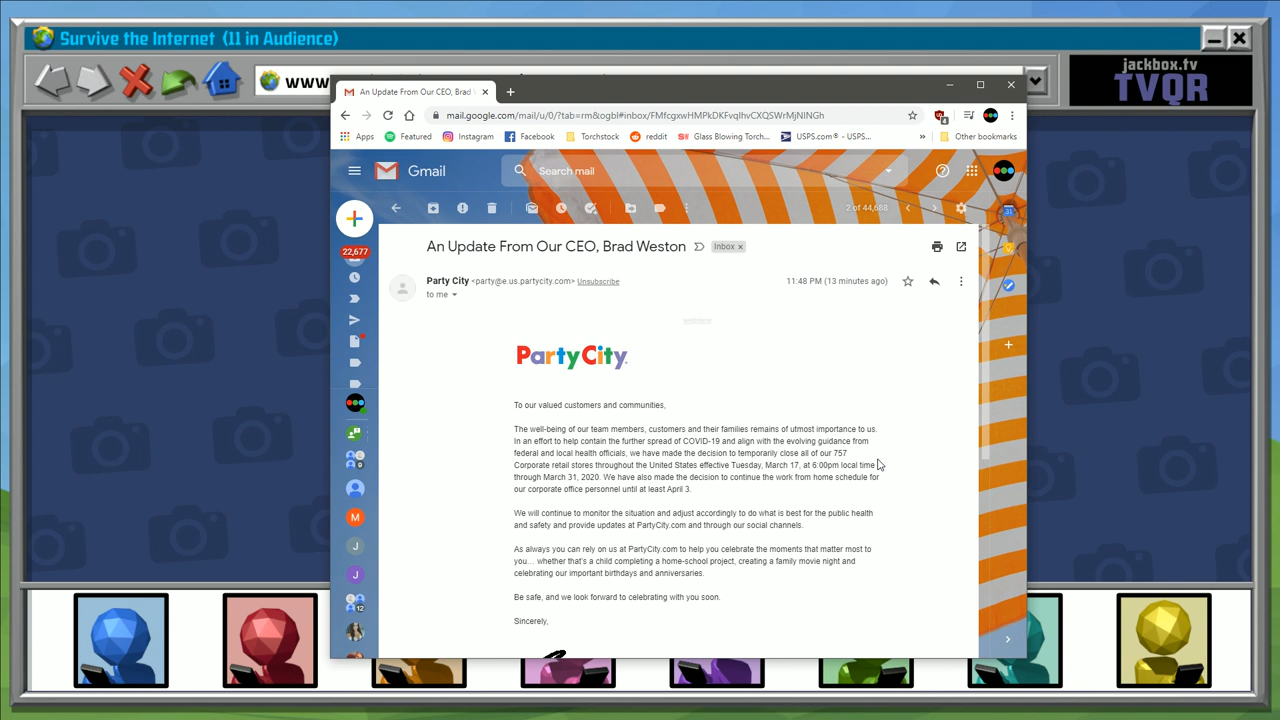 Survive the Internet (11 in Audience)
www.
jackbox.tv
TVQR
An Update From Our CEO, Brad
mail.google.com/mail/u/0/?tab=rm&ogbl#inbox/FMfcgxwHMPkDKFvqlhvCXQSWrMjNlNGh
Apps Featured Instagram Facebook Torchstock reddit Glass Blowing Torch... USPS.com® - USPS... » Other bookmarks
Gmail Search mail
2 of 44,688
An Update From Our CEO, Brad Weston Inbox x
22,677
Party City <party@e.us.partycity.com> Unsubscribe 11:48 PM (13 minutes ago)
to me
PartyCity
To our valued customers and communities,
The well-being of our team members, customers and their families remains of utmost importance to us.
In an effort to help contain the further spread of COVID-19 and align with the evolving guidance from
federal and local health officials, we have made the decision to temporarily close all of our 757
Corporate retail stores throughout the United States effective Tuesday, March 17, at 6:00pm local time
through March 31, 2020. We have also made the decision to continue the work from home schedule for
our corporate office personnel until at least April 3.
9
We will continue to monitor the situation and adjust accordingly to do what is best for the public health
and safety and provide updates at PartyCity.com and through our social channels.
M
As always you can rely on us at PartyCity.com to help you celebrate the moments that matter most to
you... whether that's a child completing a home-school project, creating a family movie night and
celebrating our important birthdays and anniversaries.
J
J
Be safe, and we look forward to celebrating with you soon.
12
Sincerely,